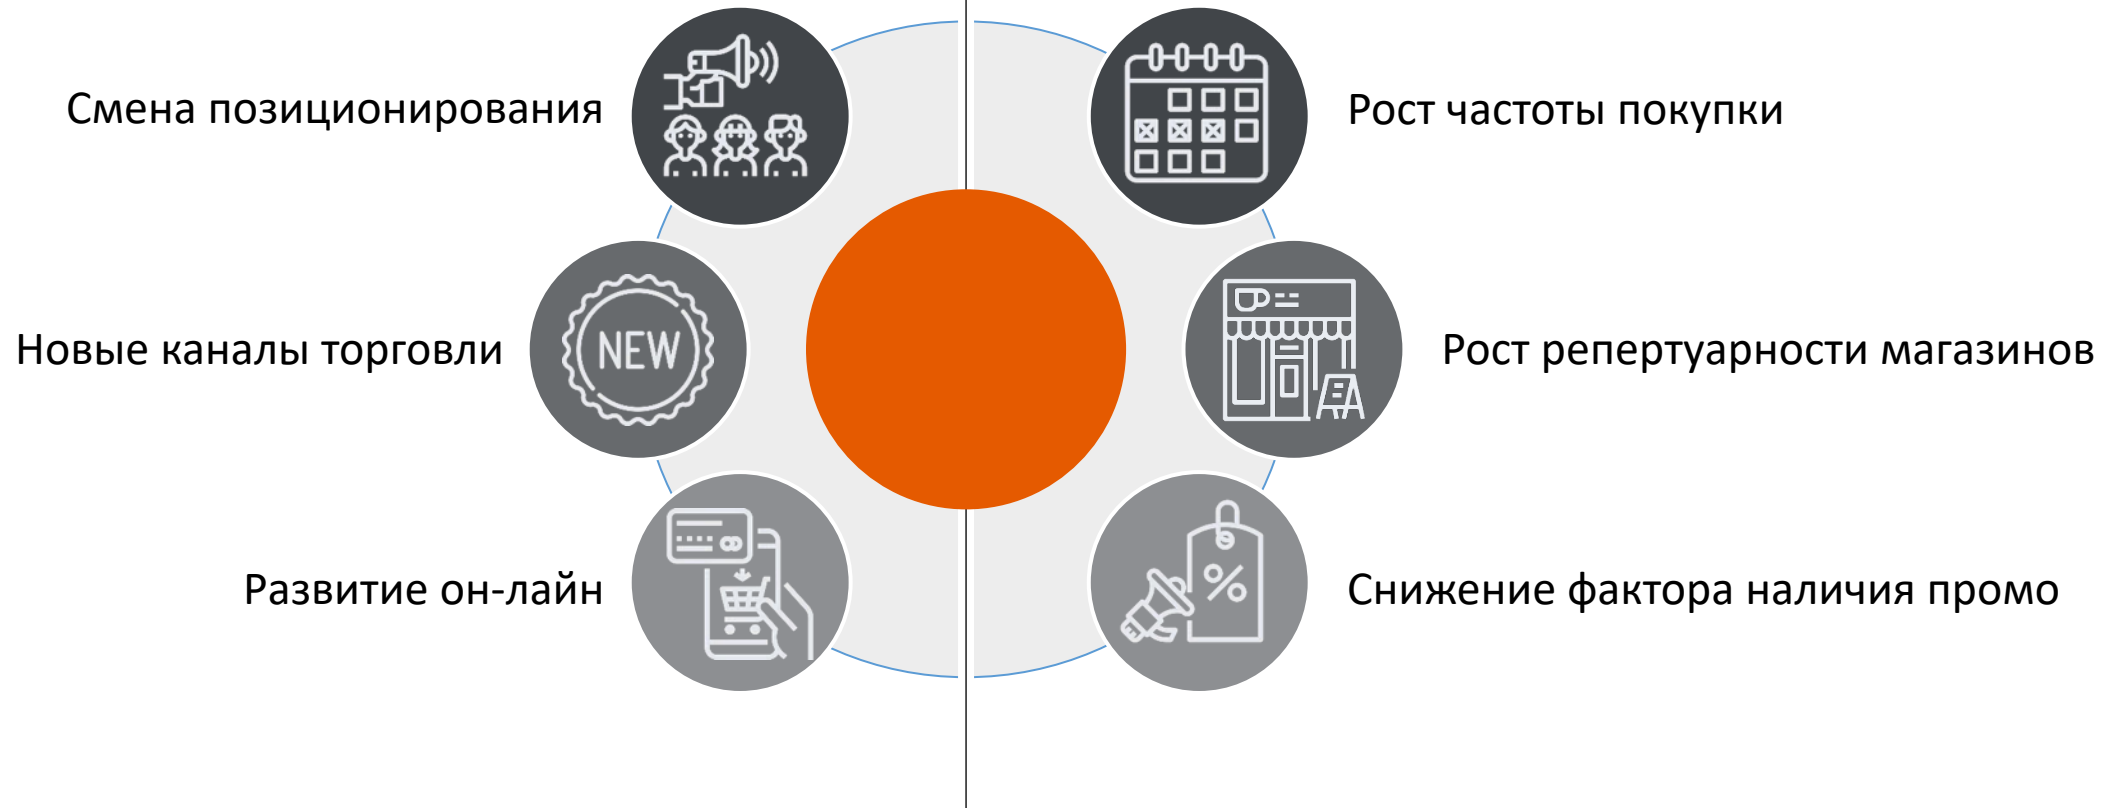 Смена позиционирования
Новые каналы торговли
NEW
Развитие он-лайн
Рост частоты покупки
Рост репертуарности магазинов
%
Снижение фактора наличия промо